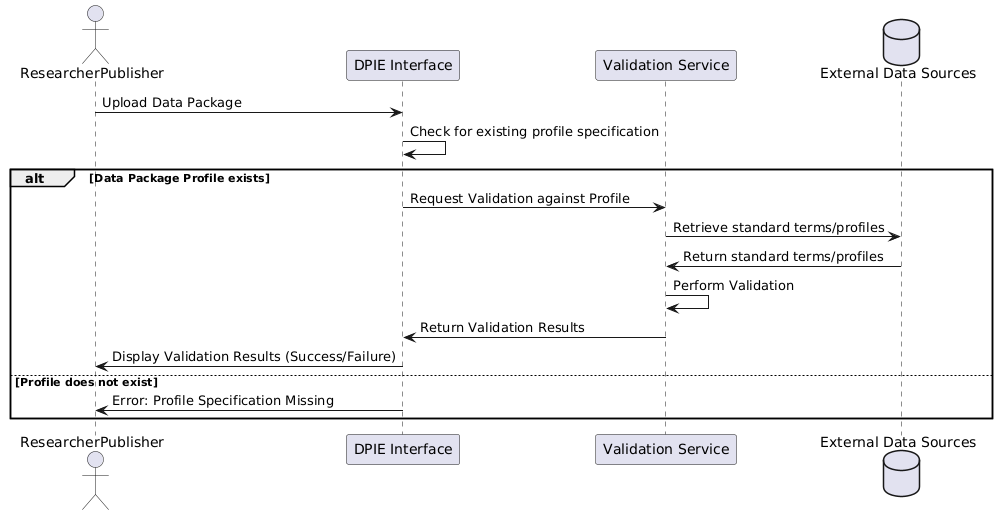 ResearcherPublisher
DPIE Interface
Validation Service
External Data Sources
Upload Data Package
Check for existing profile specification
alt
[Data Package Profile exists]
Request Validation against Profile
Retrieve standard terms/profiles
Return standard terms/profiles
Perform Validation
Return Validation Results
Display Validation Results (Success/Failure)
[Profile does not exist]
Error: Profile Specification Missing
ResearcherPublisher
DPIE Interface
Validation Service
External Data Sources